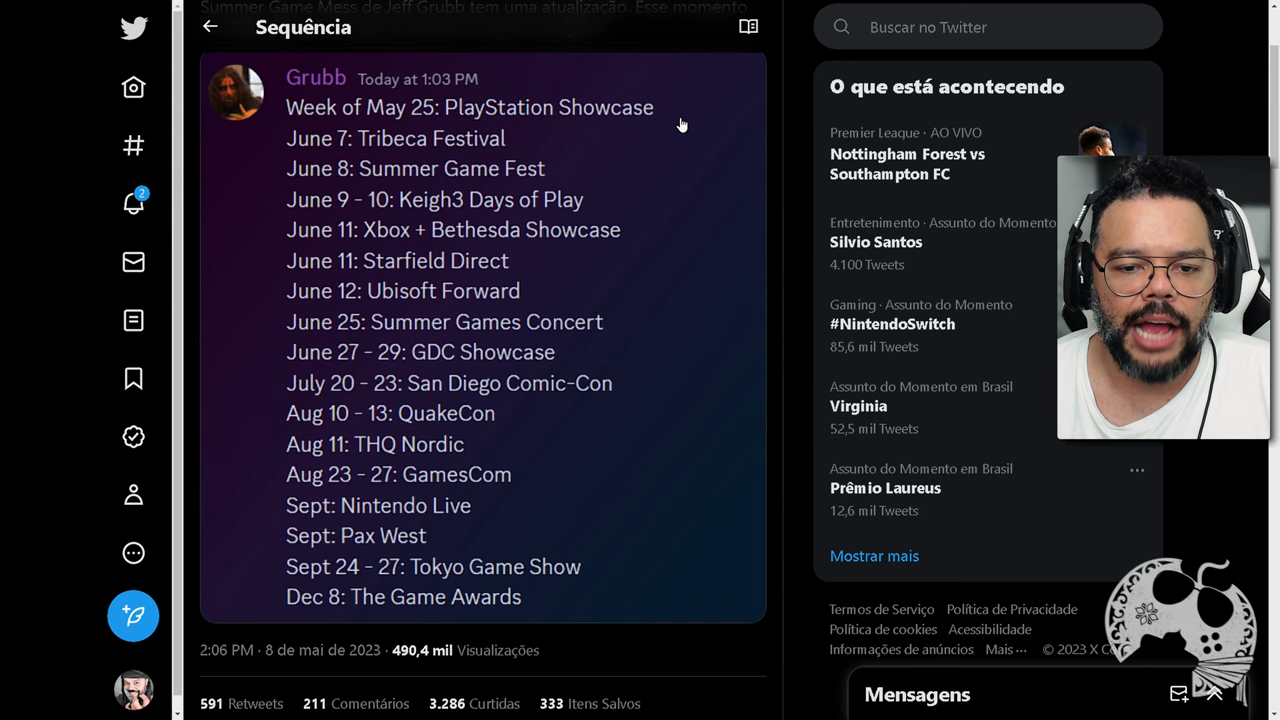 Summer Game Mess de Jeff Grubb tem uma atualização. Esse momento
Sequência
Grubb Today at 1:03 PM
Week of May 25: PlayStation Showcase
June 7: Tribeca Festival
June 8: Summer Game Fest
June 9 - 10: Keigh3 Days of Play
June 11: Xbox + Bethesda Showcase
June 11: Starfield Direct
June 12: Ubisoft Forward
June 25: Summer Games Concert
June 27 - 29: GDC Showcase
July 20 - 23: San Diego Comic-Con
Aug 10 - 13: QuakeCon
Aug 11: THQ Nordic
Aug 23 - 27: GamesCom
Sept: Nintendo Live
Sept: Pax West
Sept 24 - 27: Tokyo Game Show
Dec 8: The Game Awards
2:06 PM · 8 de mai de 2023 · 490,4 mil Visualizações
591 Retweets 211 Comentários 3.286 Curtidas 333 Itens Salvos
2
Buscar no Twitter
O que está acontecendo
Premier League · AO VIVO
Nottingham Forest vs
Southampton FC
Entretenimento · Assunto do Momento
Silvio Santos
4.100 Tweets
Gaming · Assunto do Momento
#NintendoSwitch
85,6 mil Tweets
Assunto do Momento em Brasil
Virginia
52,5 mil Tweets
Assunto do Momento em Brasil
Prêmio Laureus
12,6 mil Tweets
Mostrar mais
Termos de Serviço Política de Privacidade
Política de cookies Acessibilidade
Informações de anúncios Mais ··· © 2023 X
Mensagens